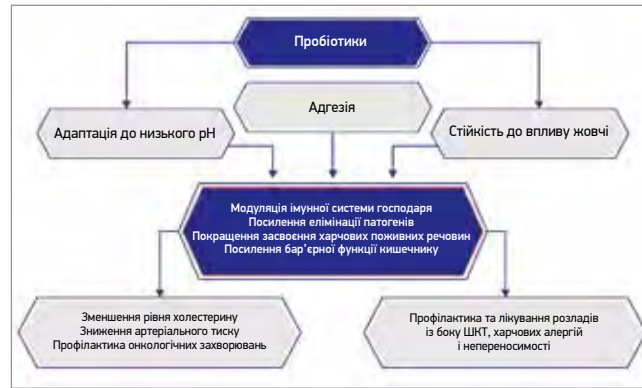 Пробіотики
Адгезія
Адаптація до низького pH
Стійкість до впливу жовчі
Модуляція імунної системи господаря
Посилення елімінації патогенів
Покращення засвоєння харчових поживних речовин
Посилення бар’єрної функції кишечнику
Зменшення рівня холестерину
Зниження артеріального тиску
Профілактика онкологічних захворювань
Профілактика та лікування розладів
із боку ШКТ, харчових алергій
і непереносимості